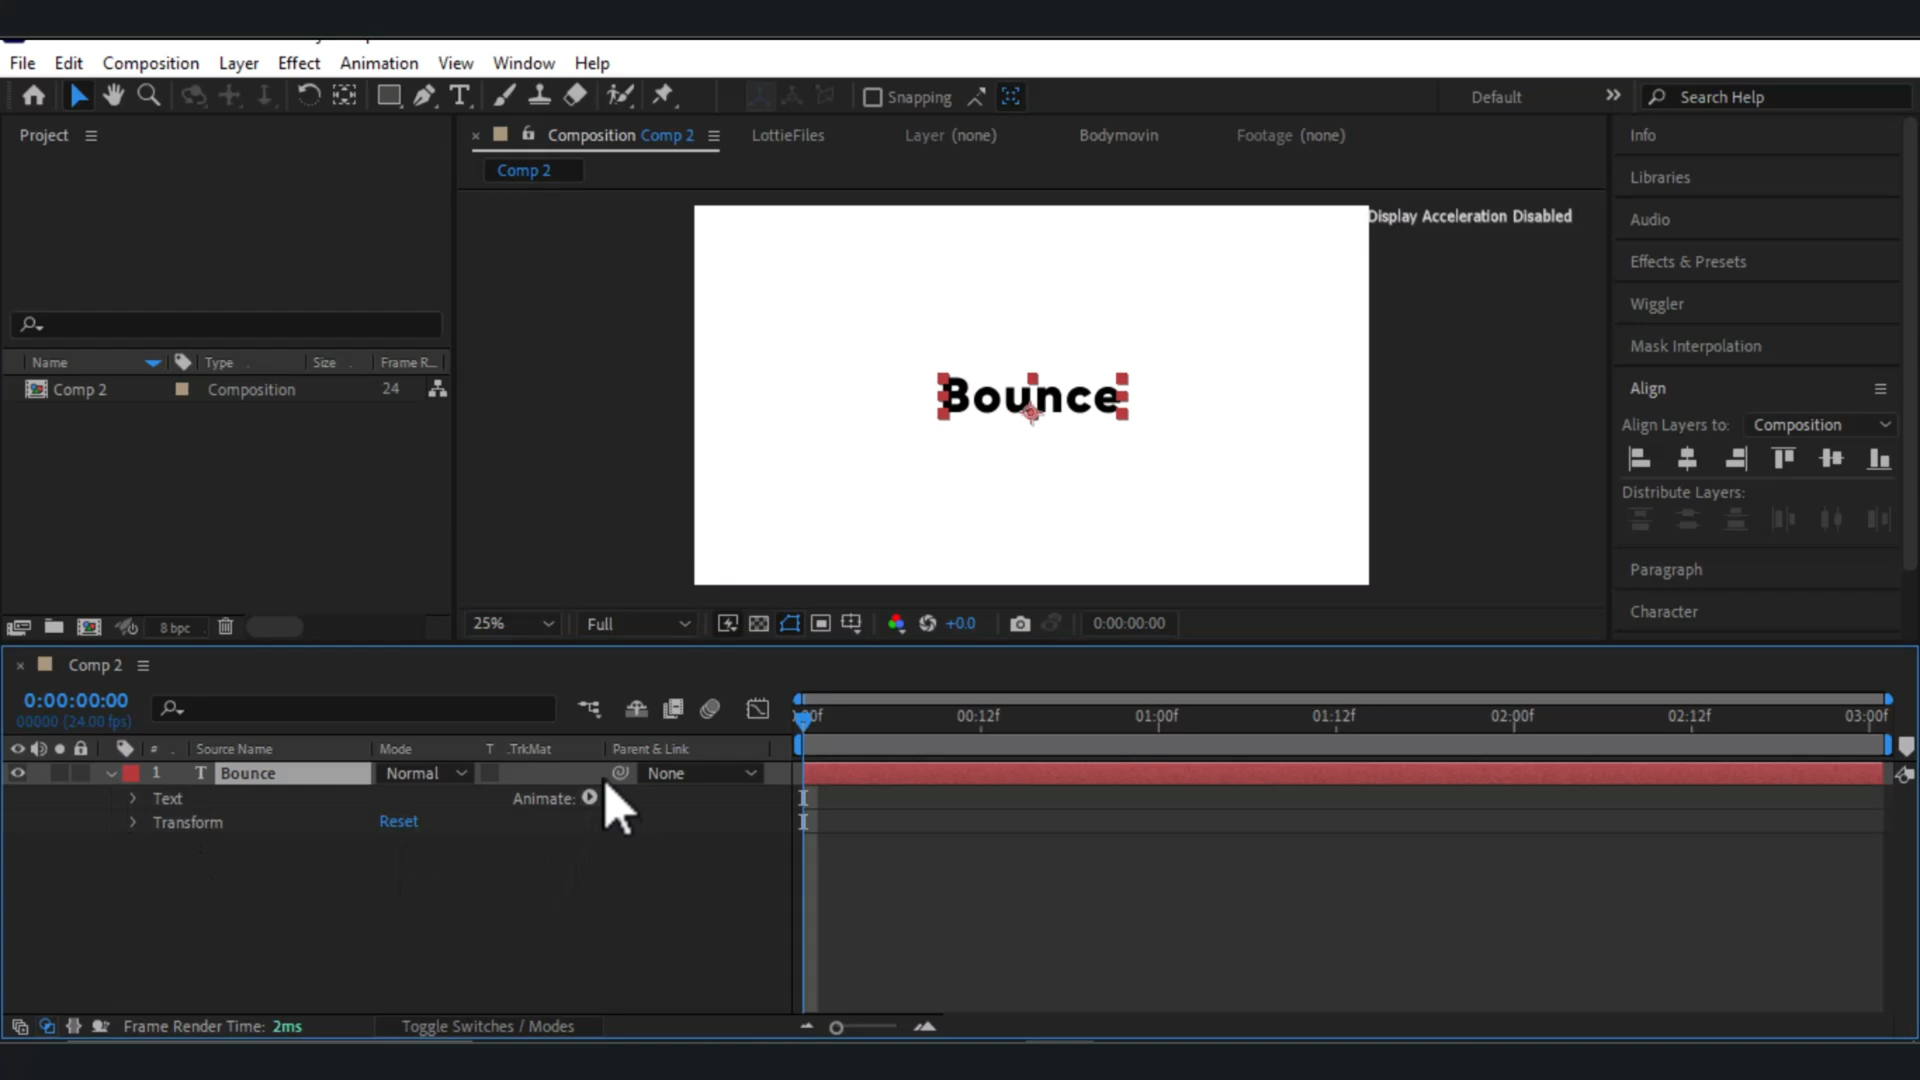 File Edit Composition Layer Effect Animation View Window Help
Snapping Default Search Help
Project Composition Comp 2 LottieFiles Layer (none) Bodymovin Footage (none) Info
Comp 2
Libraries
Display Acceleration Disabled
Audio
Effects & Presets
Wiggler
Mask Interpolation
Name Type Size Frame R...
Comp 2 Composition 24
Bounce
Align
Align Layers to: Composition
Distribute Layers:
Paragraph
Character
8 bpc
25% Full +0.0 0:00:00:00
Comp 2
0:00:00:00
00000 (24.00 fps)
00f 00:12f 01:00f 01:12f 02:00f 02:12f 03:00f
# Source Name Mode T .TrkMat Parent & Link
1 T Bounce Normal None
Text Animate:
Transform Reset
Frame Render Time: 2ms Toggle Switches / Modes